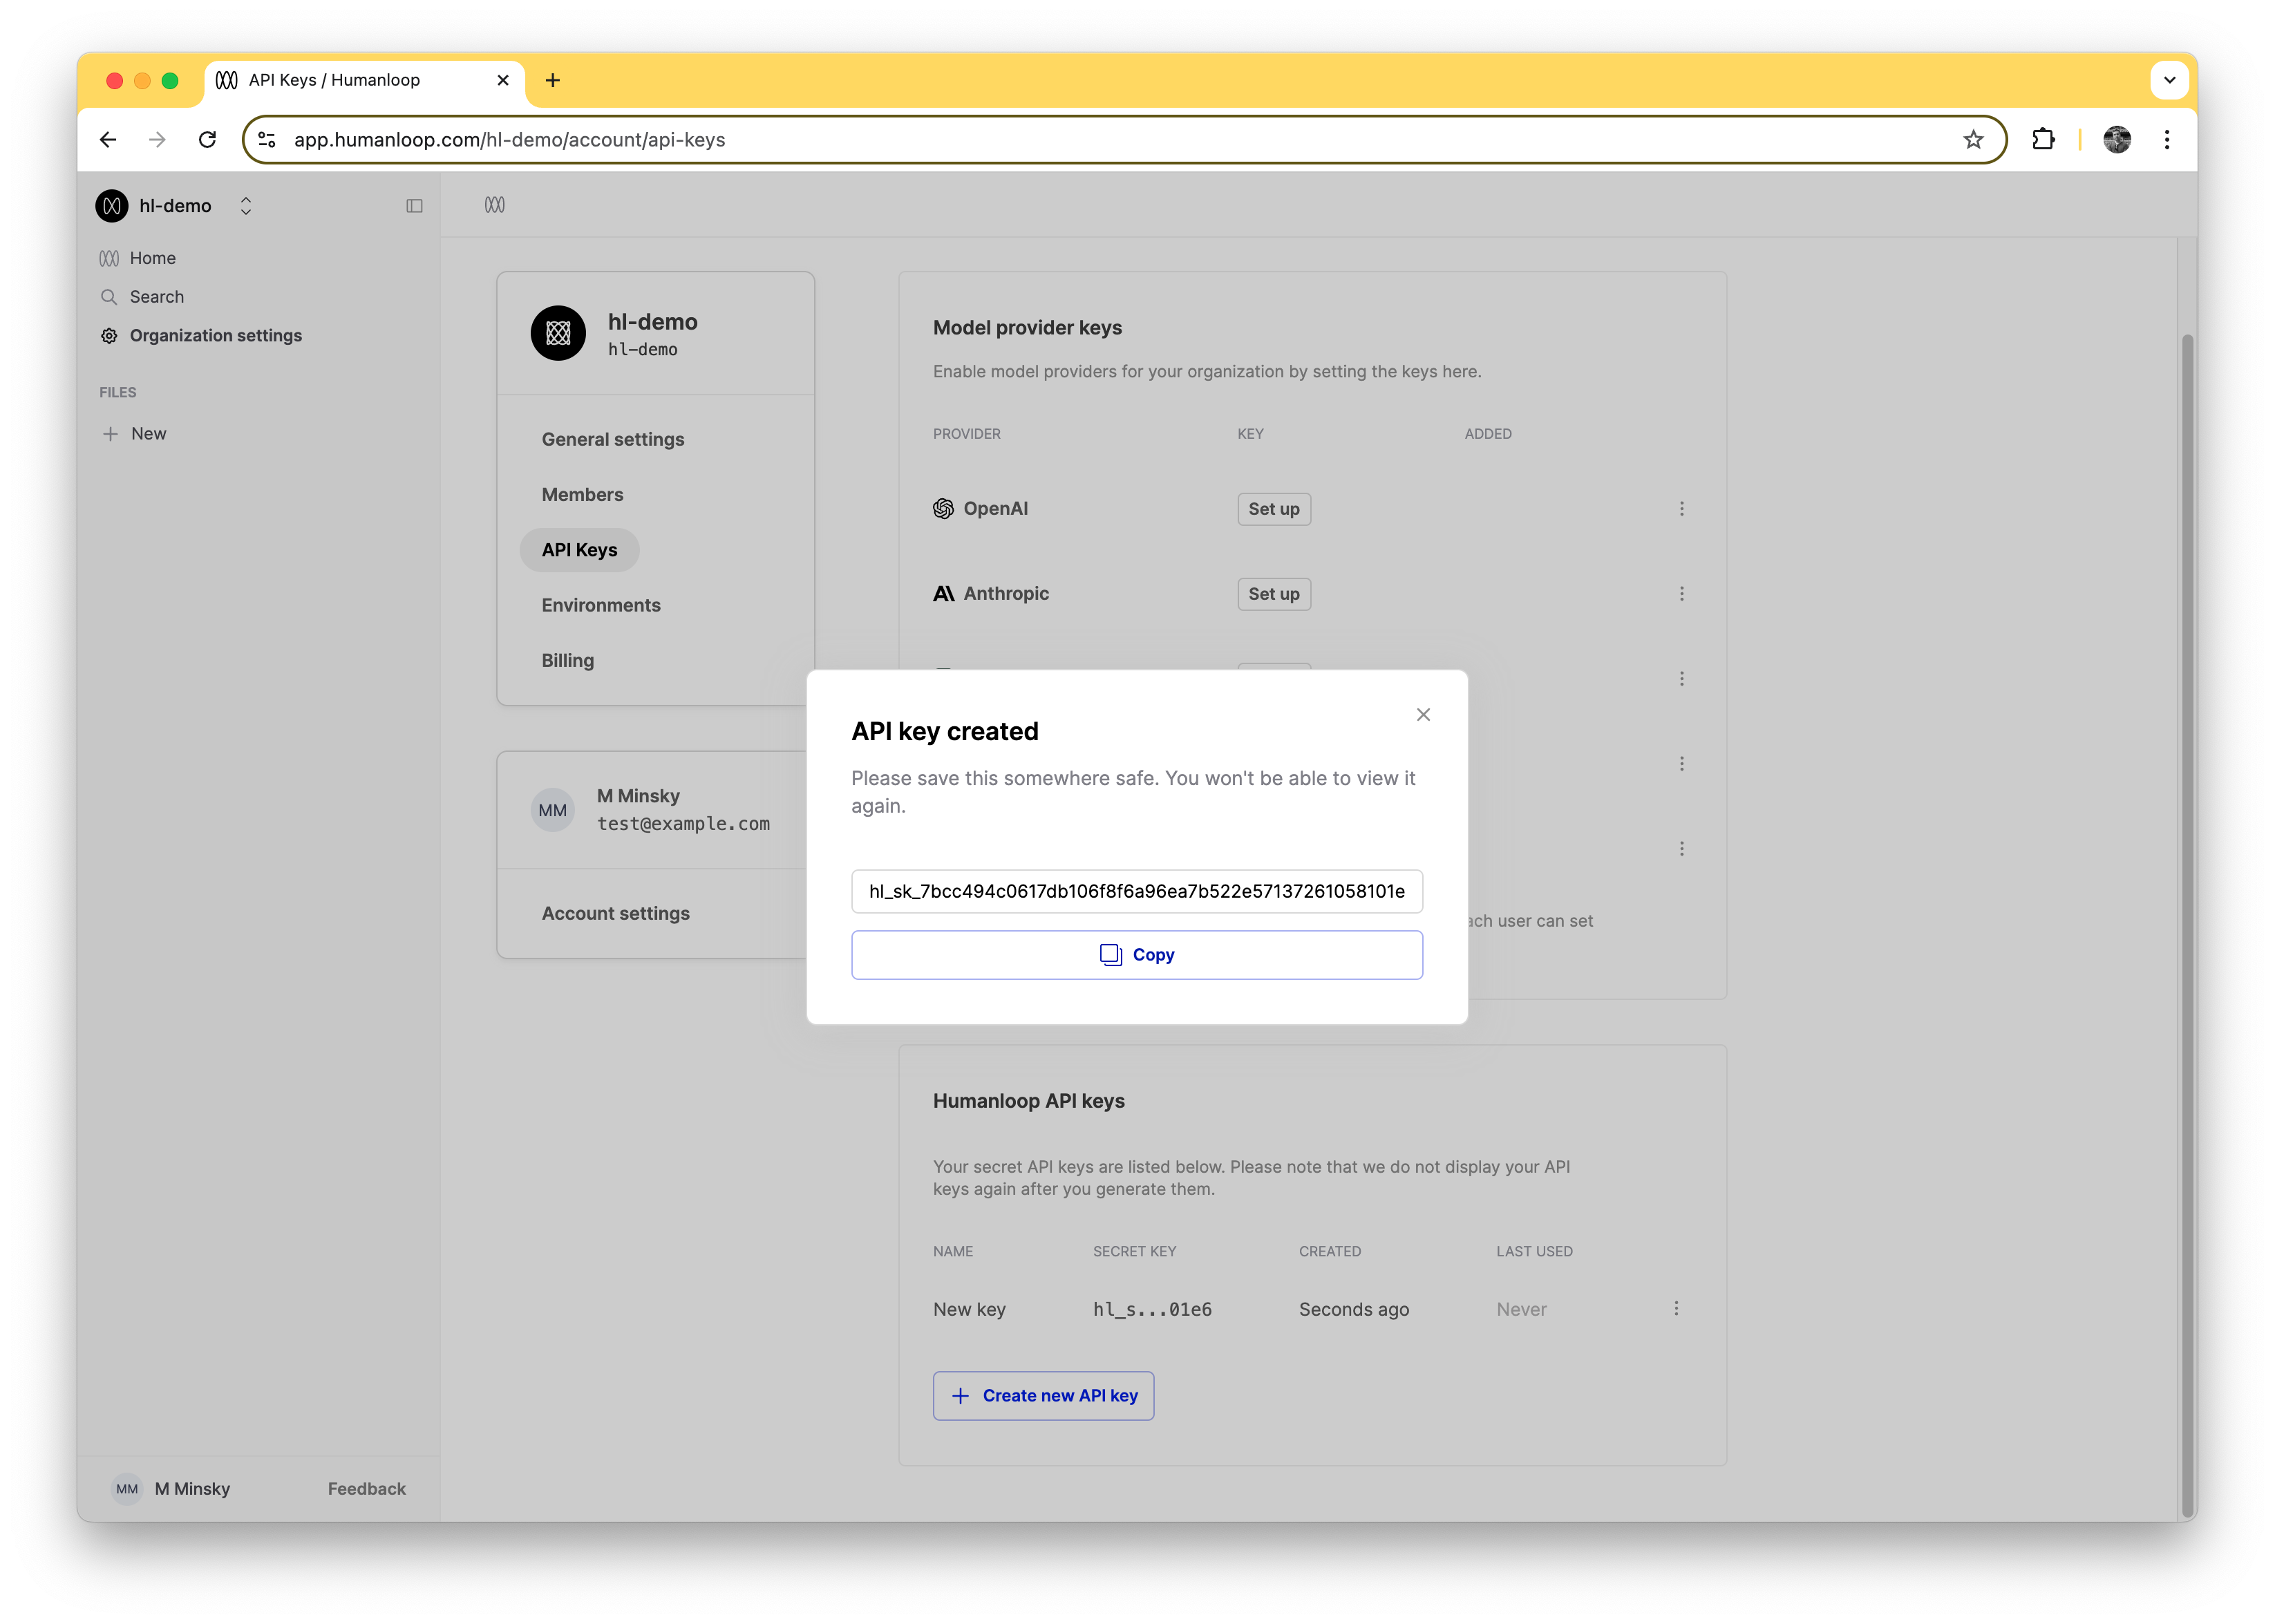 API Keys / Humanloop
app.humanloop.com/hl-demo/account/api-keys
hl-demo
Home
Search
Organization settings
FILES
New
hl-demo
hl-demo
General settings
Members
API Keys
Environments
Billing
MM
M Minsky
test@example.com
Account settings
Model provider keys
Enable model providers for your organization by setting the keys here.
PROVIDER KEY ADDED
OpenAI Set up
Anthropic Set up
API key created
Please save this somewhere safe. You won't be able to view it
again.
hl_sk_7bcc494c0617db106f8f6a96ea7b522e57137261058101e
Copy
ach user can set
Humanloop API keys
Your secret API keys are listed below. Please note that we do not display your API
keys again after you generate them.
NAME SECRET KEY CREATED LAST USED
New key hl_s...01e6 Seconds ago Never
Create new API key
MM M Minsky Feedback